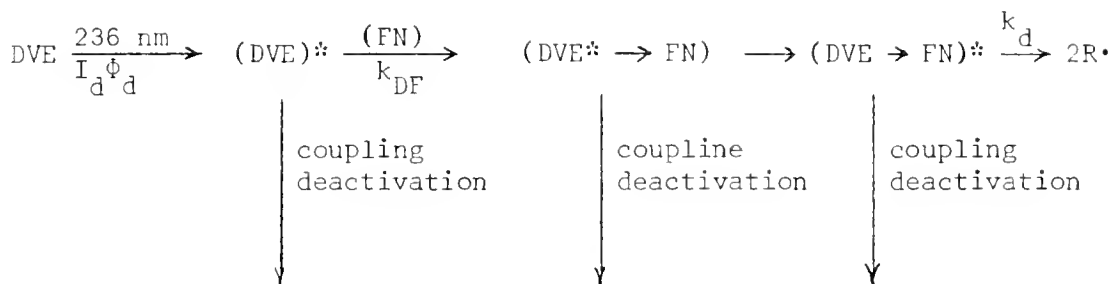 DVE 236 nm I_dΦ_d → (DVE)* (FN) k_DF → (DVE* → FN) → (DVE → FN)* k_d → 2R·
coupling deactivation
coupline deactivation
coupling deactivation